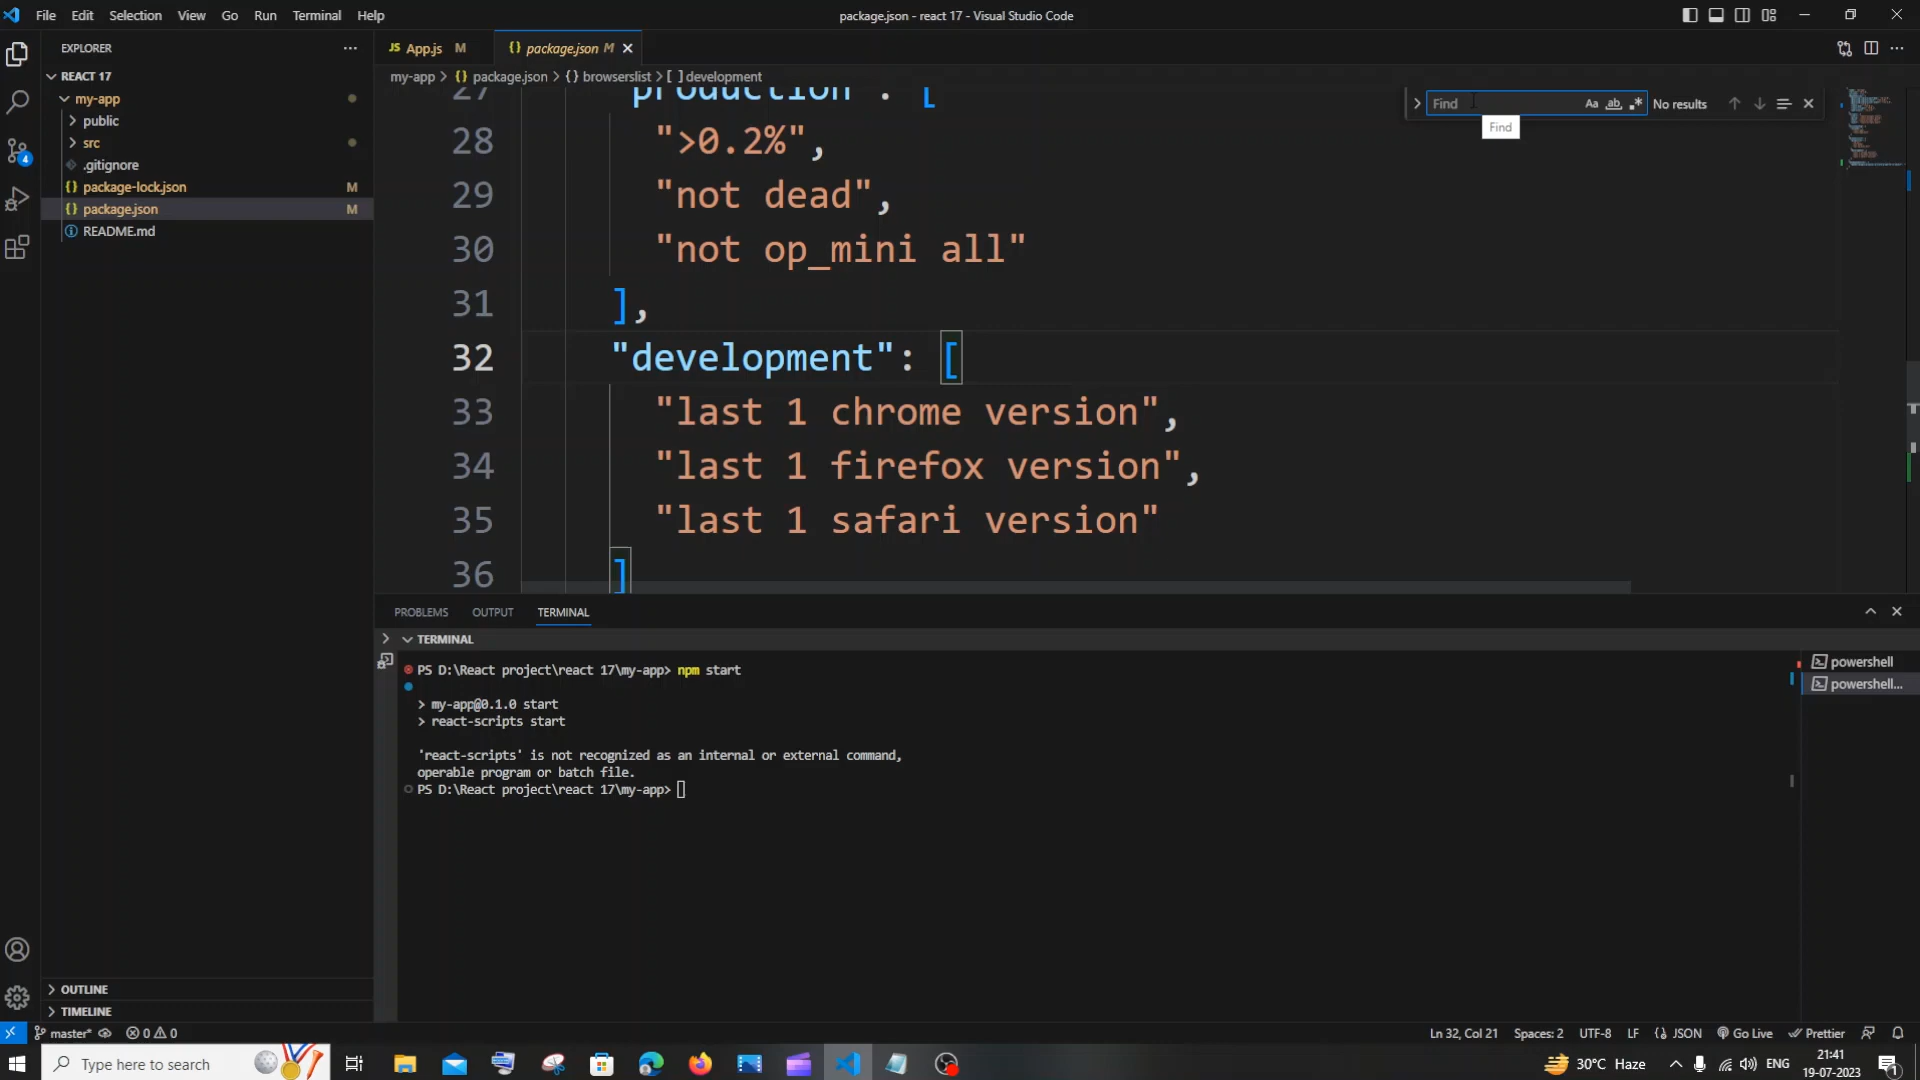 File Edit Selection View Go Run Terminal Help
package.json - react 17 - Visual Studio Code
EXPLORER
REACT 17
my-app
public
src
.gitignore
package-lock.json M
package.json M
README.md
OUTLINE
TIMELINE
4
JS App.js M
{} package.json M
my-app > {} package.json > {} browserslist > [ ] development
Find
Aa ab .* No results
Find
27 "production": [
28 ">0.2%",
29 "not dead",
30 "not op_mini all"
31 ],
32 "development": [
33 "last 1 chrome version",
34 "last 1 firefox version",
35 "last 1 safari version"
36 ]
PROBLEMS OUTPUT TERMINAL
TERMINAL
PS D:\React project\react 17\my-app> npm start
> my-app@0.1.0 start
> react-scripts start
'react-scripts' is not recognized as an internal or external command,
operable program or batch file.
PS D:\React project\react 17\my-app>
powershell
powershell...
master* 0 0
Ln 32, Col 21 Spaces: 2 UTF-8 LF {} JSON Go Live Prettier
Type here to search
30°C Haze
ENG
21:41
19-07-2023
1